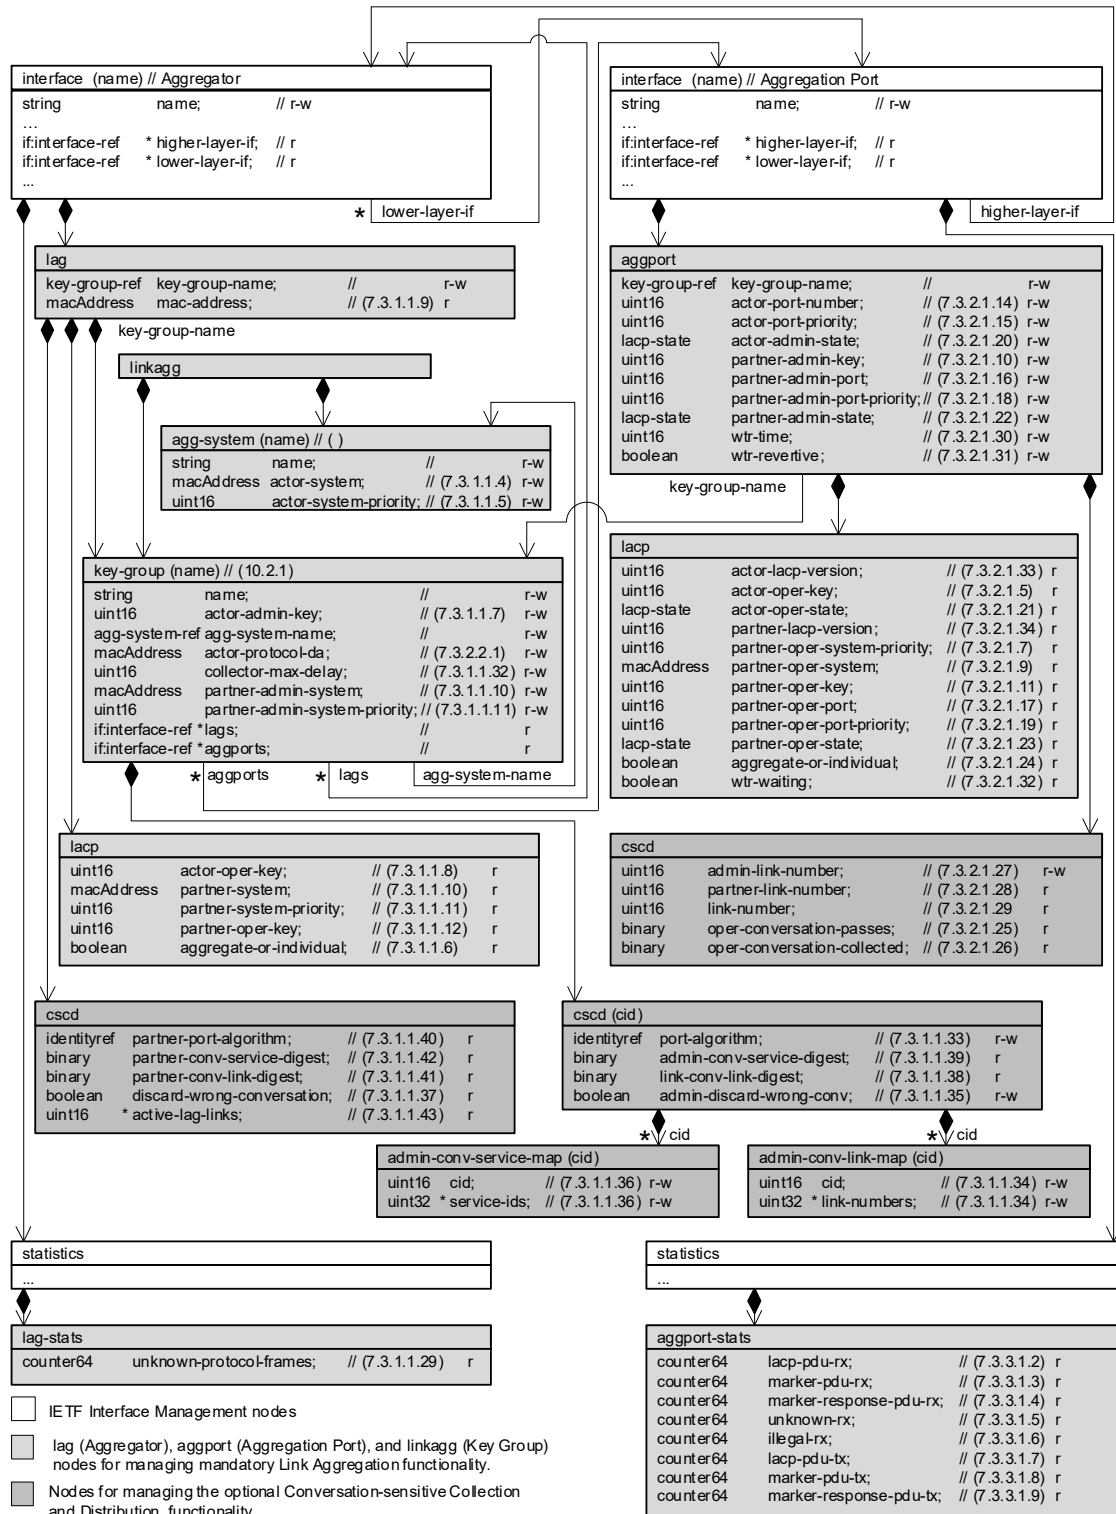 interface (name) // Aggregator
string name; // r-w
...
if:interface-ref * higher-layer-if; // r
if:interface-ref * lower-layer-if; // r
...
* lower-layer-if
interface (name) // Aggregation Port
string name; // r-w
...
if:interface-ref * higher-layer-if; // r
if:interface-ref * lower-layer-if; // r
...
higher-layer-if
lag
key-group-ref key-group-name; // r-w
macAddress mac-address; // (7.3.1.1.9) r
key-group-name
aggport
key-group-ref key-group-name; // r-w
uint16 actor-port-number; // (7.3.2.1.14) r-w
uint16 actor-port-priority; // (7.3.2.1.15) r-w
lacp-state actor-admin-state; // (7.3.2.1.20) r-w
uint16 partner-admin-key; // (7.3.2.1.10) r-w
uint16 partner-admin-port; // (7.3.2.1.16) r-w
uint16 partner-admin-port-priority; // (7.3.2.1.18) r-w
lacp-state partner-admin-state; // (7.3.2.1.22) r-w
uint16 wtr-time; // (7.3.2.1.30) r-w
boolean wtr-revertive; // (7.3.2.1.31) r-w
key-group-name
linkagg
agg-system (name) // ( )
string name; // r-w
macAddress actor-system; // (7.3.1.1.4) r-w
uint16 actor-system-priority; // (7.3.1.1.5) r-w
key-group (name) // (10.2.1)
string name; // r-w
uint16 actor-admin-key; // (7.3.1.1.7) r-w
agg-system-ref agg-system-name; // r-w
macAddress actor-protocol-da; // (7.3.2.2.1) r-w
uint16 collector-max-delay; // (7.3.1.1.32) r-w
macAddress partner-admin-system; // (7.3.1.1.10) r-w
uint16 partner-admin-system-priority; // (7.3.1.1.11) r-w
if:interface-ref * lags; // r
if:interface-ref * aggports; // r
* aggports * lags agg-system-name
lacp
uint16 actor-lacp-version; // (7.3.2.1.33) r
uint16 actor-oper-key; // (7.3.2.1.5) r
lacp-state actor-oper-state; // (7.3.2.1.21) r
uint16 partner-lacp-version; // (7.3.2.1.34) r
uint16 partner-oper-system-priority; // (7.3.2.1.7) r
macAddress partner-oper-system; // (7.3.2.1.9) r
uint16 partner-oper-key; // (7.3.2.1.11) r
uint16 partner-oper-port; // (7.3.2.1.17) r
uint16 partner-oper-port-priority; // (7.3.2.1.19) r
lacp-state partner-oper-state; // (7.3.2.1.23) r
boolean aggregate-or-individual; // (7.3.2.1.24) r
boolean wtr-waiting; // (7.3.2.1.32) r
lacp
uint16 actor-oper-key; // (7.3.1.1.8) r
macAddress partner-system; // (7.3.1.1.10) r
uint16 partner-system-priority; // (7.3.1.1.11) r
uint16 partner-oper-key; // (7.3.1.1.12) r
boolean aggregate-or-individual; // (7.3.1.1.6) r
cscd
uint16 admin-link-number; // (7.3.2.1.27) r-w
uint16 partner-link-number; // (7.3.2.1.28) r
uint16 link-number; // (7.3.2.1.29 r
binary oper-conversation-passes; // (7.3.2.1.25) r
binary oper-conversation-collected; // (7.3.2.1.26) r
cscd
identityref partner-port-algorithm; // (7.3.1.1.40) r
binary partner-conv-service-digest; // (7.3.1.1.42) r
binary partner-conv-link-digest; // (7.3.1.1.41) r
boolean discard-wrong-conversation; // (7.3.1.1.37) r
uint16 * active-lag-links; // (7.3.1.1.43) r
cscd (cid)
identityref port-algorithm; // (7.3.1.1.33) r-w
binary admin-conv-service-digest; // (7.3.1.1.39) r
binary link-conv-link-digest; // (7.3.1.1.38) r
boolean admin-discard-wrong-conv; // (7.3.1.1.35) r-w
* cid
* cid
admin-conv-service-map (cid)
uint16 cid; // (7.3.1.1.36) r-w
uint32 * service-ids; // (7.3.1.1.36) r-w
admin-conv-link-map (cid)
uint16 cid; // (7.3.1.1.34) r-w
uint32 * link-numbers; // (7.3.1.1.34) r-w
statistics
...
lag-stats
counter64 unknown-protocol-frames; // (7.3.1.1.29) r
statistics
...
aggport-stats
counter64 lacp-pdu-rx; // (7.3.3.1.2) r
counter64 marker-pdu-rx; // (7.3.3.1.3) r
counter64 marker-response-pdu-rx; // (7.3.3.1.4) r
counter64 unknown-rx; // (7.3.3.1.5) r
counter64 illegal-rx; // (7.3.3.1.6) r
counter64 lacp-pdu-tx; // (7.3.3.1.7) r
counter64 marker-pdu-tx; // (7.3.3.1.8) r
counter64 marker-response-pdu-tx; // (7.3.3.1.9) r
IETF Interface Management nodes
lag (Aggregator), aggport (Aggregation Port), and linkagg (Key Group)
nodes for managing mandatory Link Aggregation functionality.
Nodes for managing the optional Conversation-sensitive Collection
and Distribution functionality